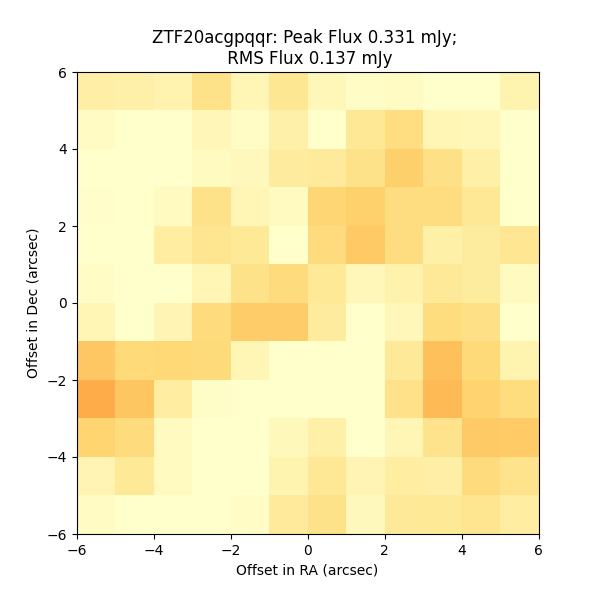 ZTF20acgpqqr: Peak Flux 0.331 mJy;
RMS Flux 0.137 mJy
6
4
2
0
−2
−4
−6
Offset in Dec (arcsec)
−6 −4 −2 0 2 4 6
Offset in RA (arcsec)